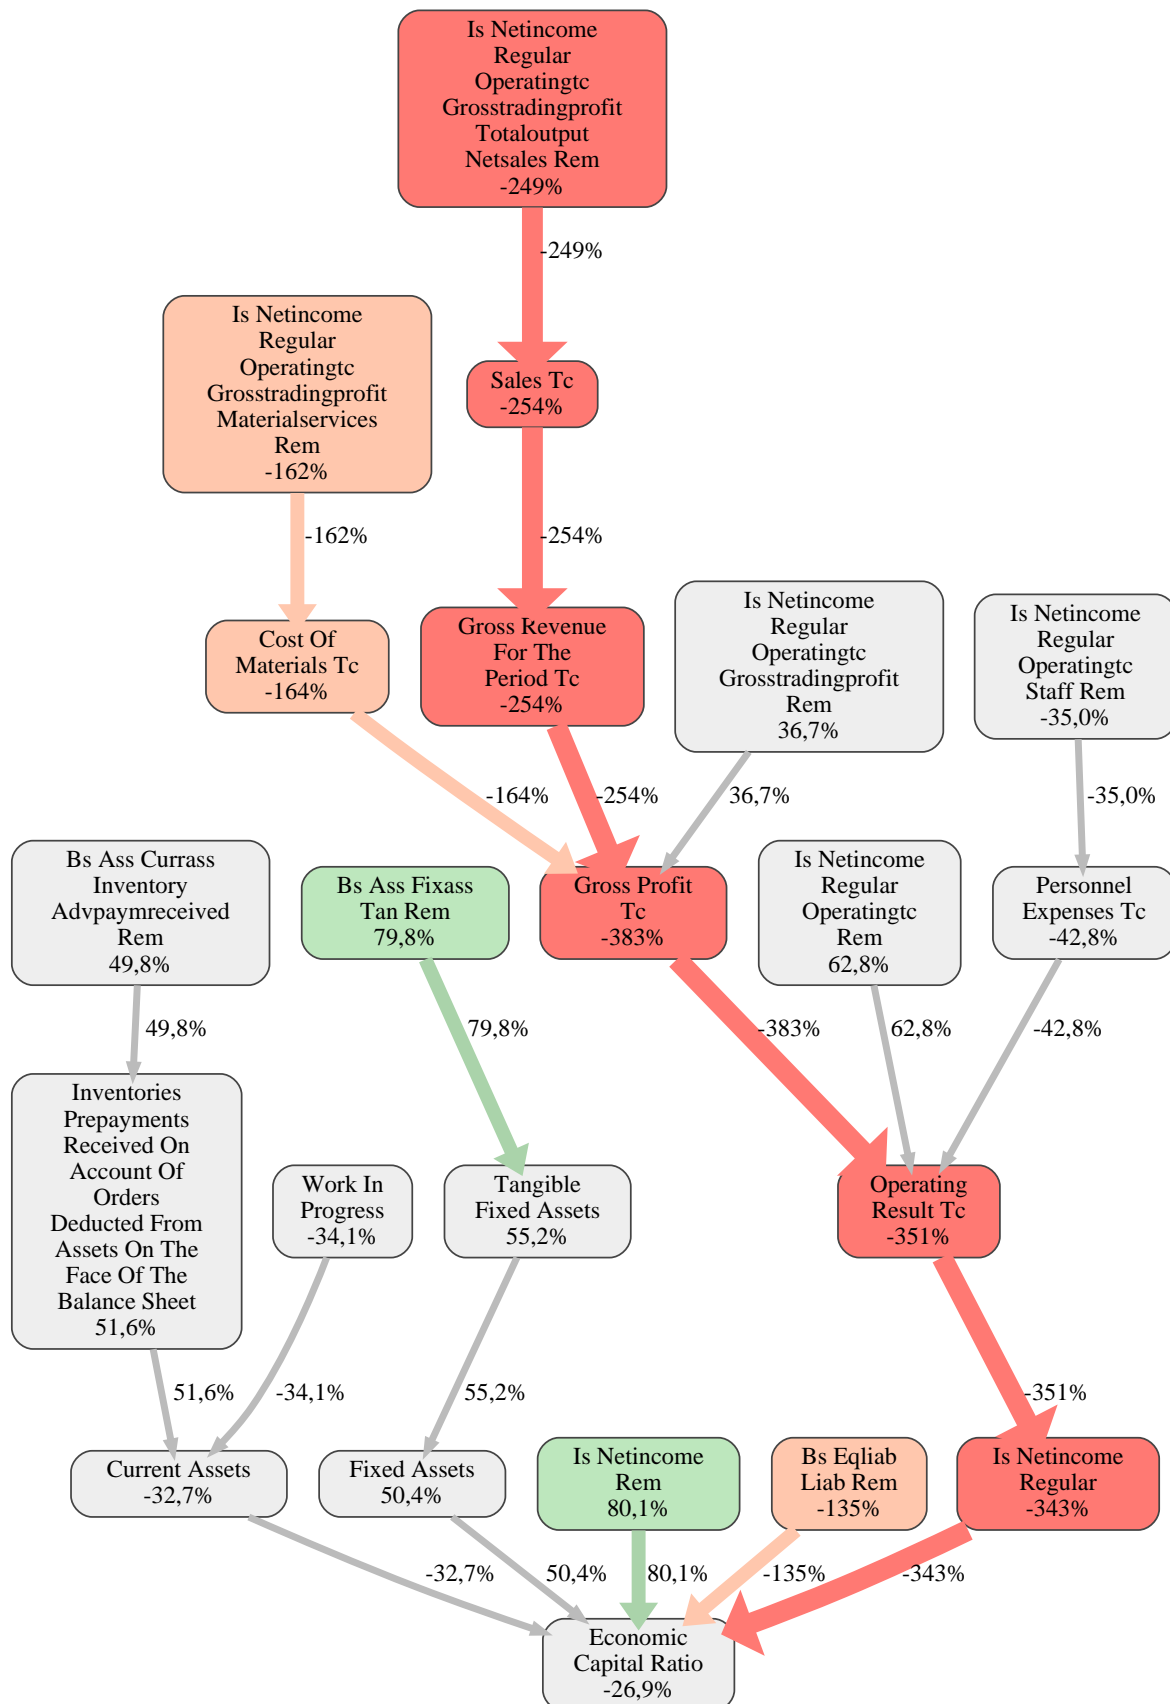 Is Netincome
Regular
Operatingtc
Grosstradingprofit
Totaloutput
Netsales Rem
-249%
-249%
Is Netincome
Regular
Operatingtc
Grosstradingprofit
Materialservices
Rem
-162%
Sales Tc
-254%
-162%
-254%
Cost Of
Materials Tc
-164%
Gross Revenue
For The
Period Tc
-254%
Is Netincome
Regular
Operatingtc
Grosstradingprofit
Rem
36,7%
Is Netincome
Regular
Operatingtc
Staff Rem
-35,0%
-164%
-254%
36,7%
-35,0%
Bs Ass Currass
Inventory
Advpaymreceived
Rem
49,8%
Bs Ass Fixass
Tan Rem
79,8%
Gross Profit
Tc
-383%
Is Netincome
Regular
Operatingtc
Rem
62,8%
Personnel
Expenses Tc
-42,8%
49,8%
79,8%
-383%
62,8%
-42,8%
Inventories
Prepayments
Received On
Account Of
Orders
Deducted From
Assets On The
Face Of The
Balance Sheet
51,6%
Work In
Progress
-34,1%
Tangible
Fixed Assets
55,2%
Operating
Result Tc
-351%
51,6%
-34,1%
55,2%
-351%
Current Assets
-32,7%
Fixed Assets
50,4%
Is Netincome
Rem
80,1%
Bs Eqliab
Liab Rem
-135%
Is Netincome
Regular
-343%
-32,7%
50,4%
80,1%
-135%
-343%
Economic
Capital Ratio
-26,9%